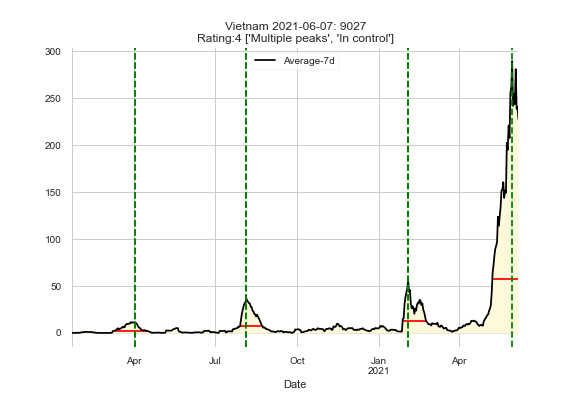 Vietnam 2021-06-07: 9027
Rating:4 ['Multiple peaks', 'In control']
Average-7d
300
250
200
150
100
50
0
Apr
Jul
Oct
Jan
2021
Apr
Date